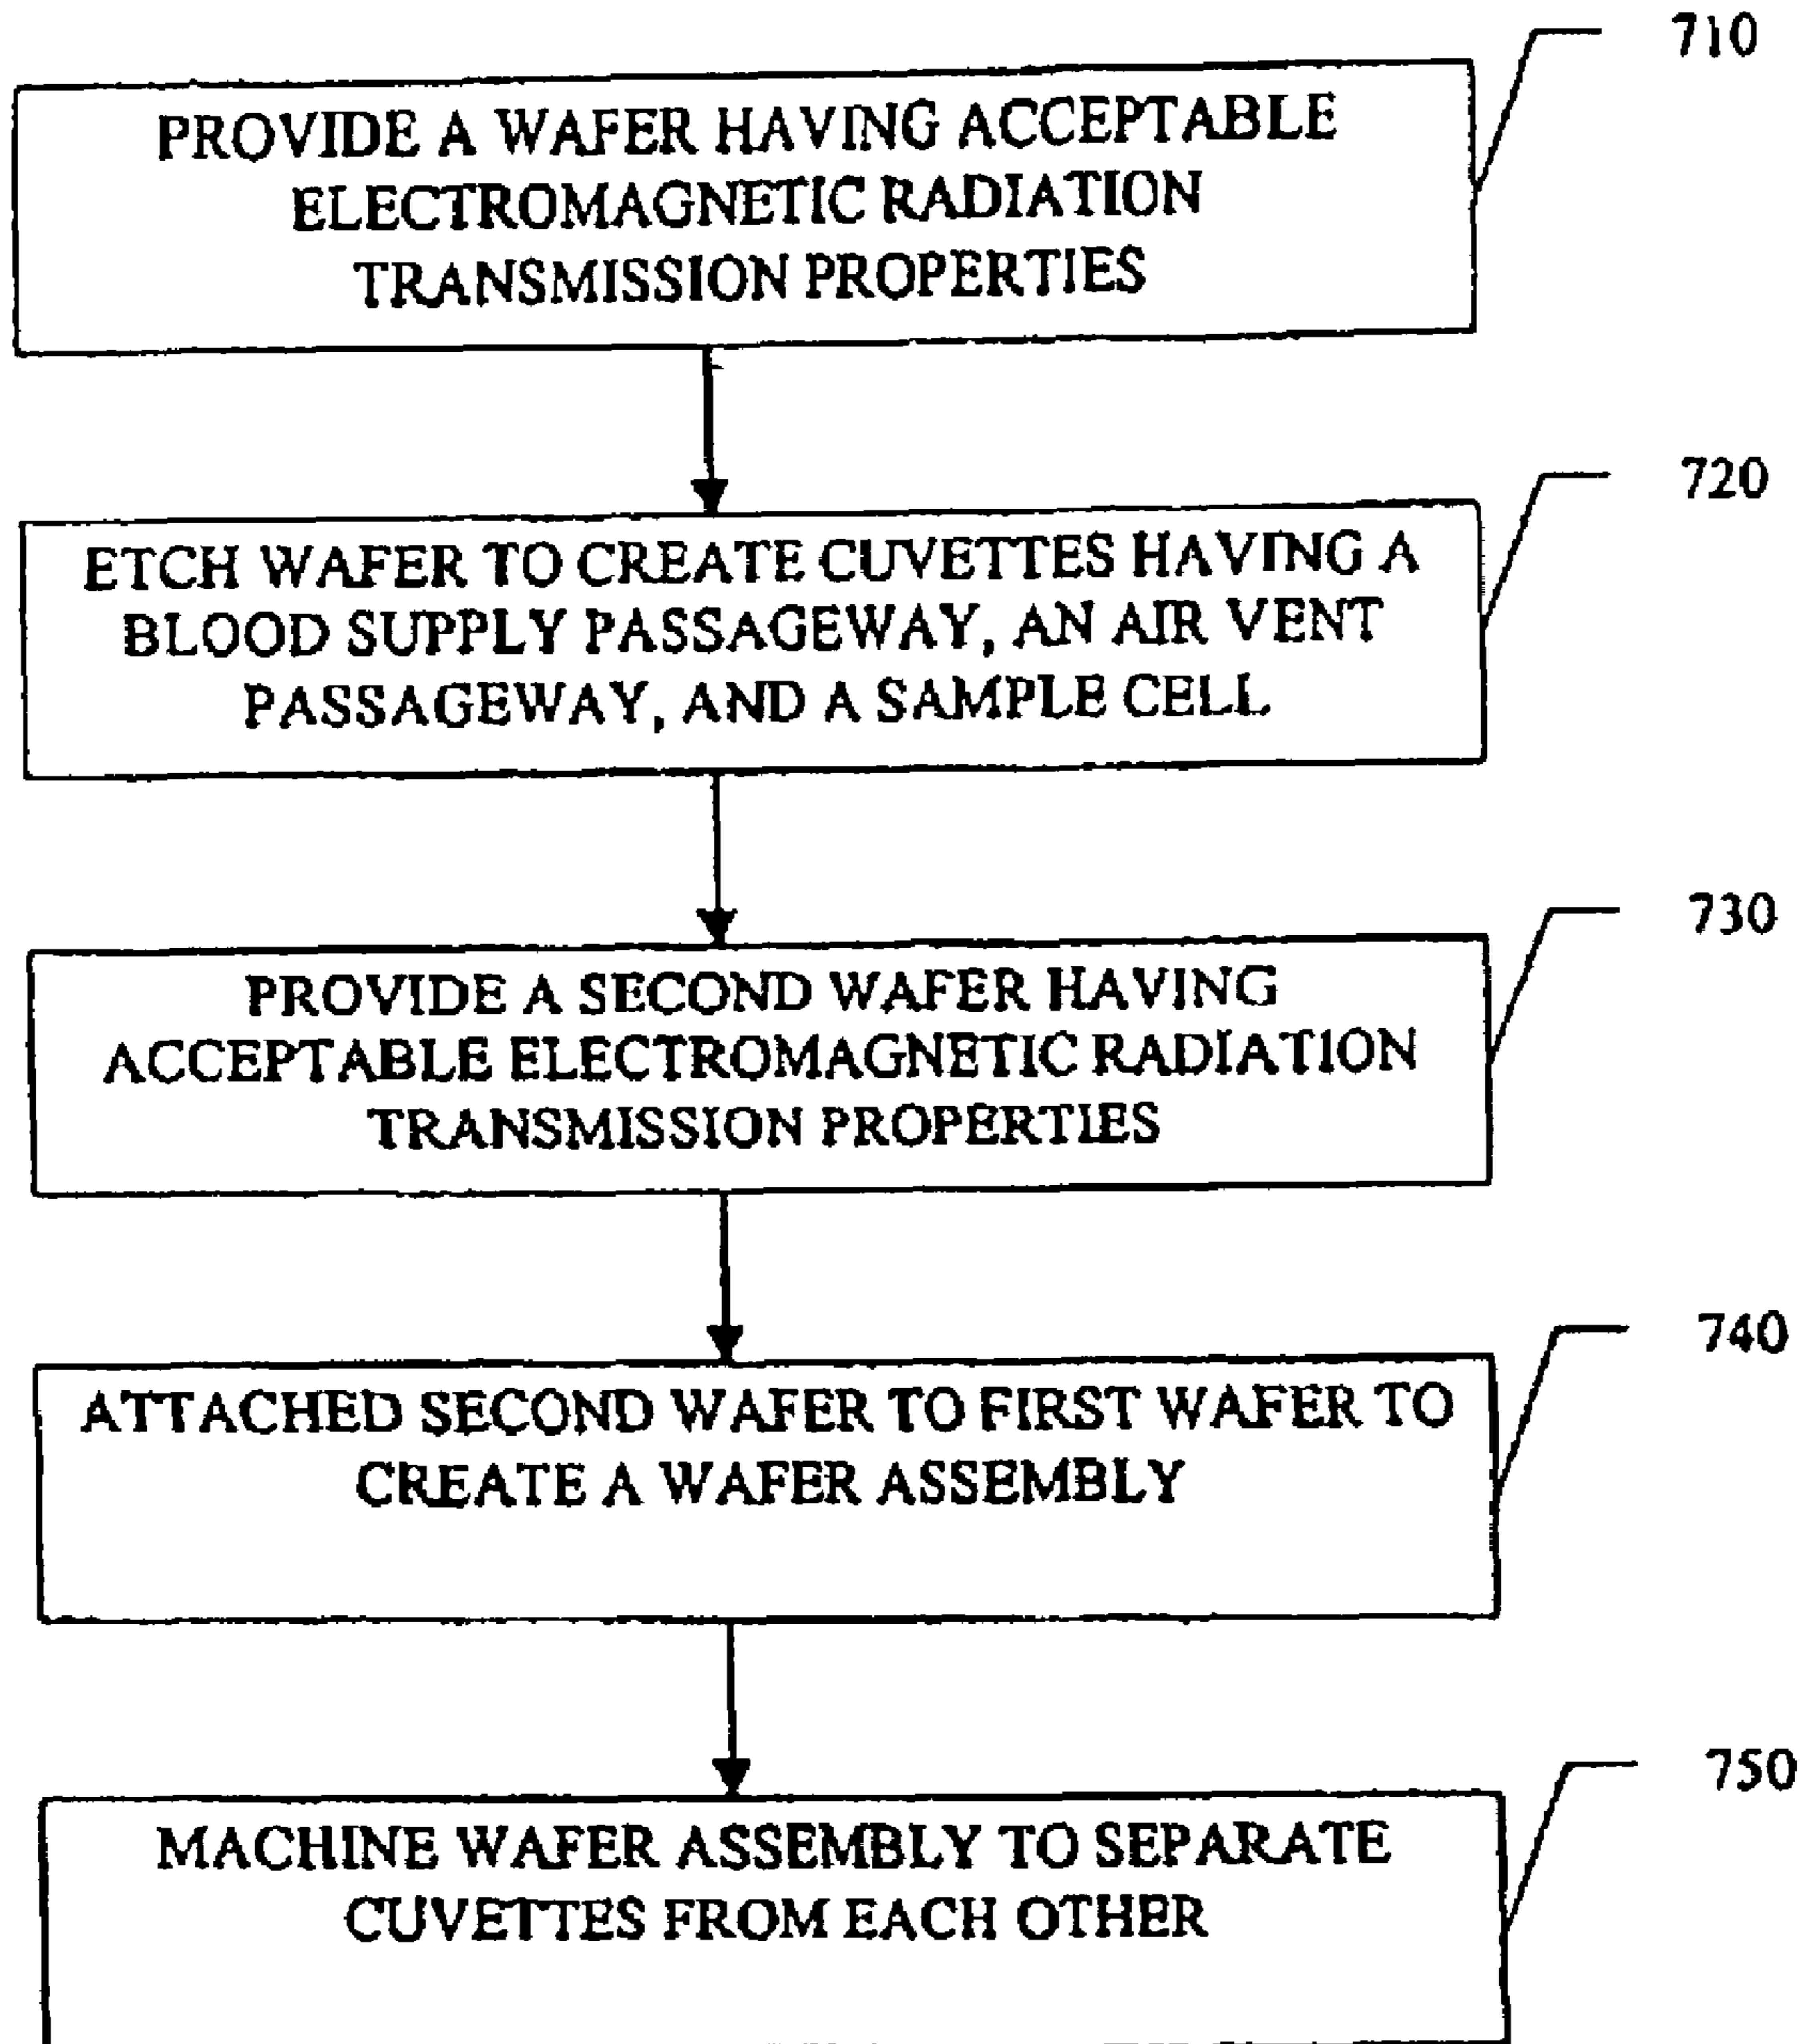 710
PROVIDE A WAFER HAVING ACCEPTABLE
ELECTROMAGNETIC RADIATION
TRANSMISSION PROPERTIES
720
ETCH WAFER TO CREATE CUVETTES HAVING A
BLOOD SUPPLY PASSAGEWAY, AN AIR VENT
PASSAGEWAY, AND A SAMPLE CELL
730
PROVIDE A SECOND WAFER HAVING
ACCEPTABLE ELECTROMAGNETIC RADIATION
TRANSMISSION PROPERTIES
740
ATTACHED SECOND WAFER TO FIRST WAFER TO
CREATE A WAFER ASSEMBLY
750
MACHINE WAFER ASSEMBLY TO SEPARATE
CUVETTES FROM EACH OTHER